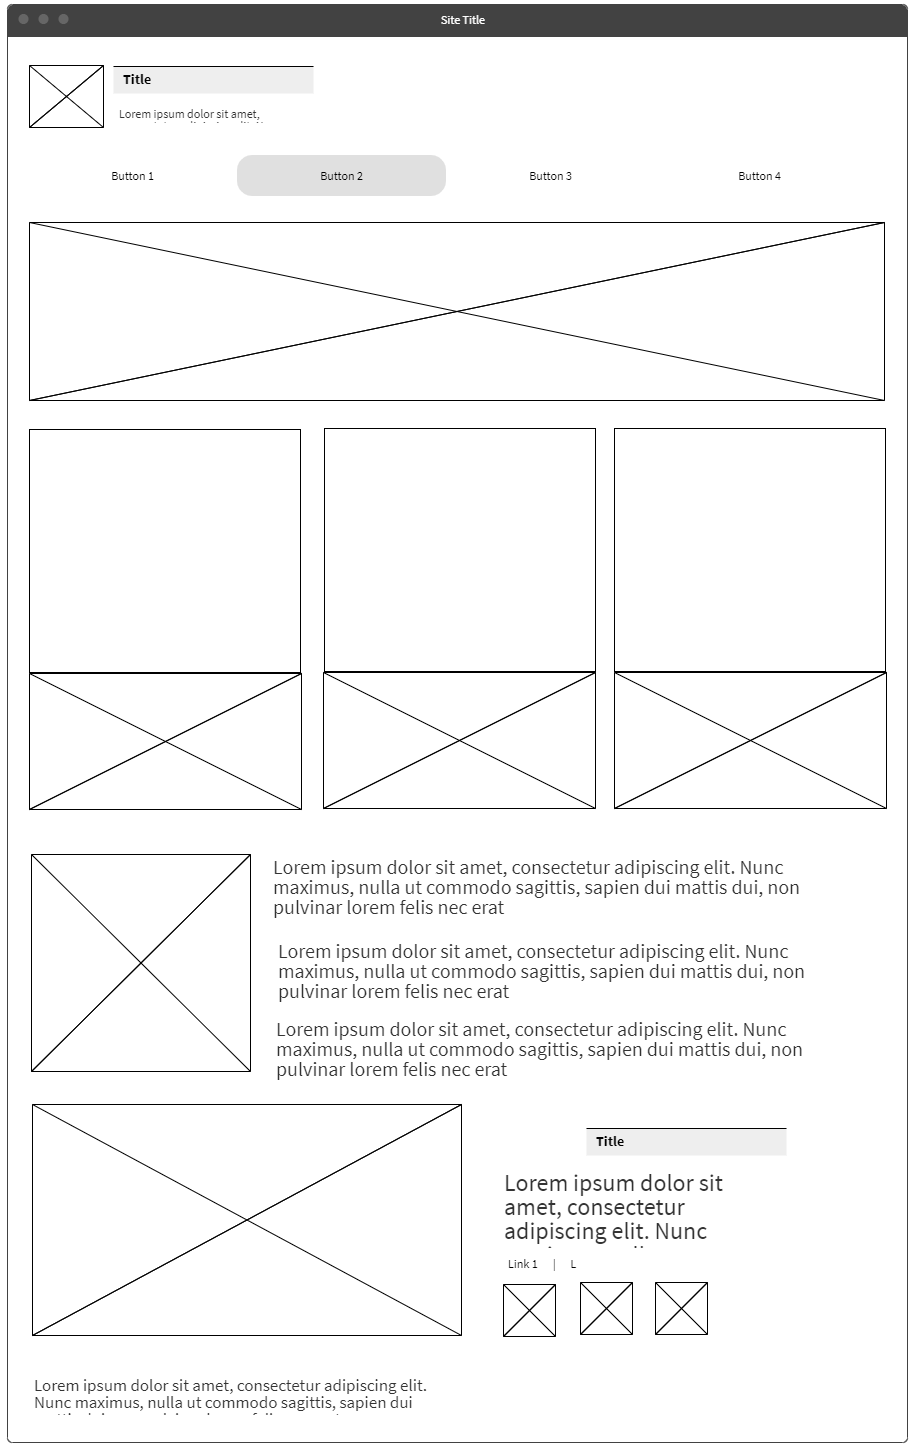 Site Title
Title
Lorem ipsum dolor sit amet,
Button 1
Button 2
Button 3
Button 4
Lorem ipsum dolor sit amet, consectetur adipiscing elit. Nunc
maximus, nulla ut commodo sagittis, sapien dui mattis dui, non
pulvinar lorem felis nec erat
Lorem ipsum dolor sit amet, consectetur adipiscing elit. Nunc
maximus, nulla ut commodo sagittis, sapien dui mattis dui, non
pulvinar lorem felis nec erat
Lorem ipsum dolor sit amet, consectetur adipiscing elit. Nunc
maximus, nulla ut commodo sagittis, sapien dui mattis dui, non
pulvinar lorem felis nec erat
Title
Lorem ipsum dolor sit
amet, consectetur
adipiscing elit. Nunc
Link 1 | L
Lorem ipsum dolor sit amet, consectetur adipiscing elit.
Nunc maximus, nulla ut commodo sagittis, sapien dui